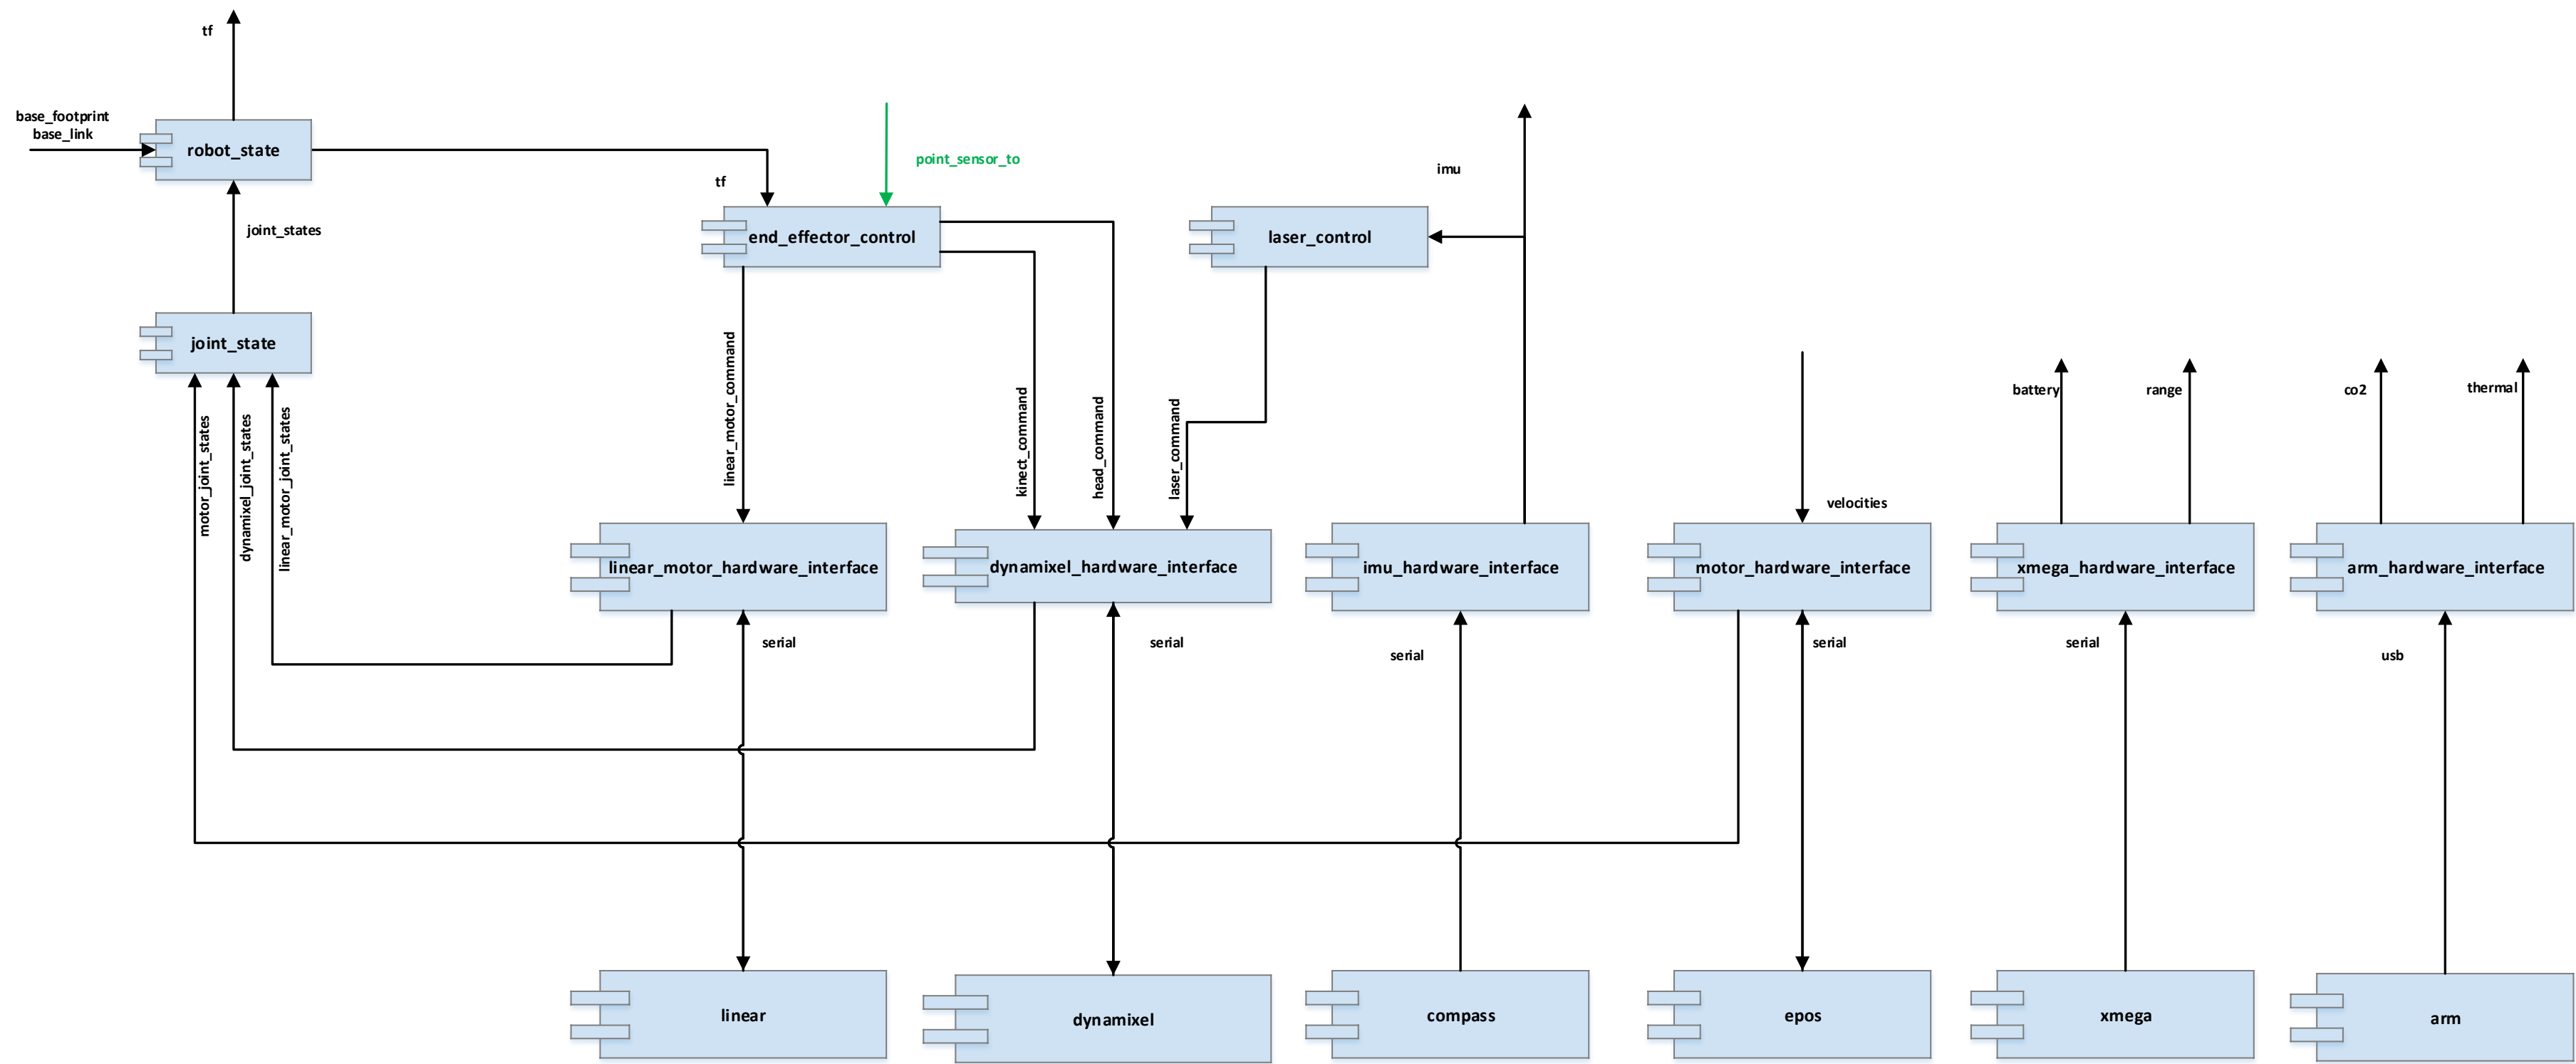 tf
base_footprint
base_link
robot_state
tf
point_sensor_to
imu
joint_states
end_effector_control
laser_control
joint_state
linear_motor_command
kinect_command
head_command
laser_command
battery
range
co2
thermal
motor_joint_states
dynamixel_joint_states
linear_motor_joint_states
velocities
linear_motor_hardware_interface
dynamixel_hardware_interface
imu_hardware_interface
motor_hardware_interface
xmega_hardware_interface
arm_hardware_interface
serial
serial
serial
serial
serial
usb
linear
dynamixel
compass
epos
xmega
arm